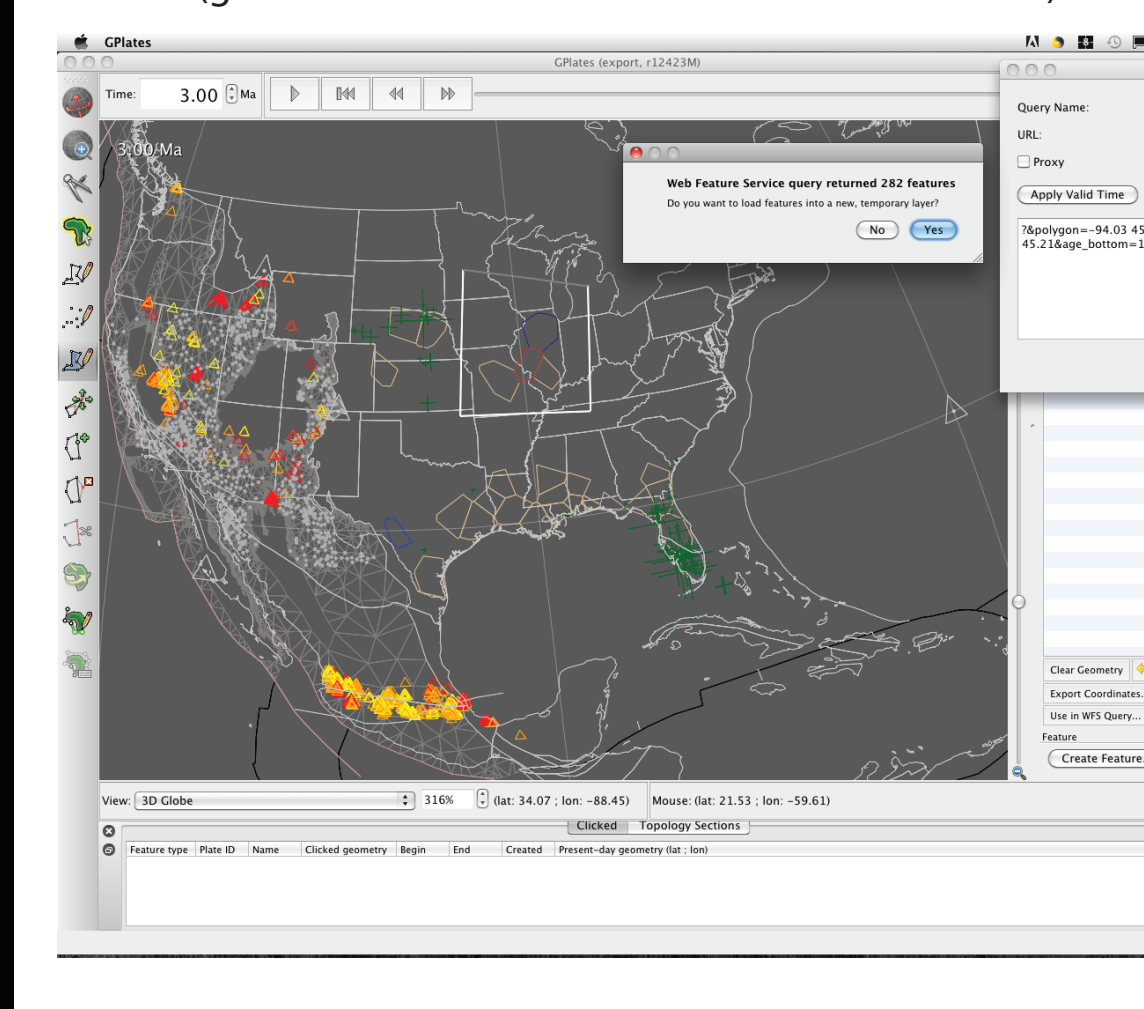 GPlates
GPlates (export, r12423M)
Time: 3.00 Ma
Query Name:
URL:
Proxy
Apply Valid Time
?&polygon=-94.03 45
45.21&age_bottom=1
3.00 Ma
Web Feature Service query returned 282 features
Do you want to load features into a new, temporary layer?
No Yes
Clear Geometry
Export Coordinates.
Use in WFS Query...
Feature
Create Feature.
View: 3D Globe 316% (lat: 34.07 ; lon: -88.45) Mouse: (lat: 21.53 ; lon: -59.61)
Clicked Topology Sections
Feature type Plate ID Name Clicked geometry Begin End Created Present-day geometry (lat ; lon)